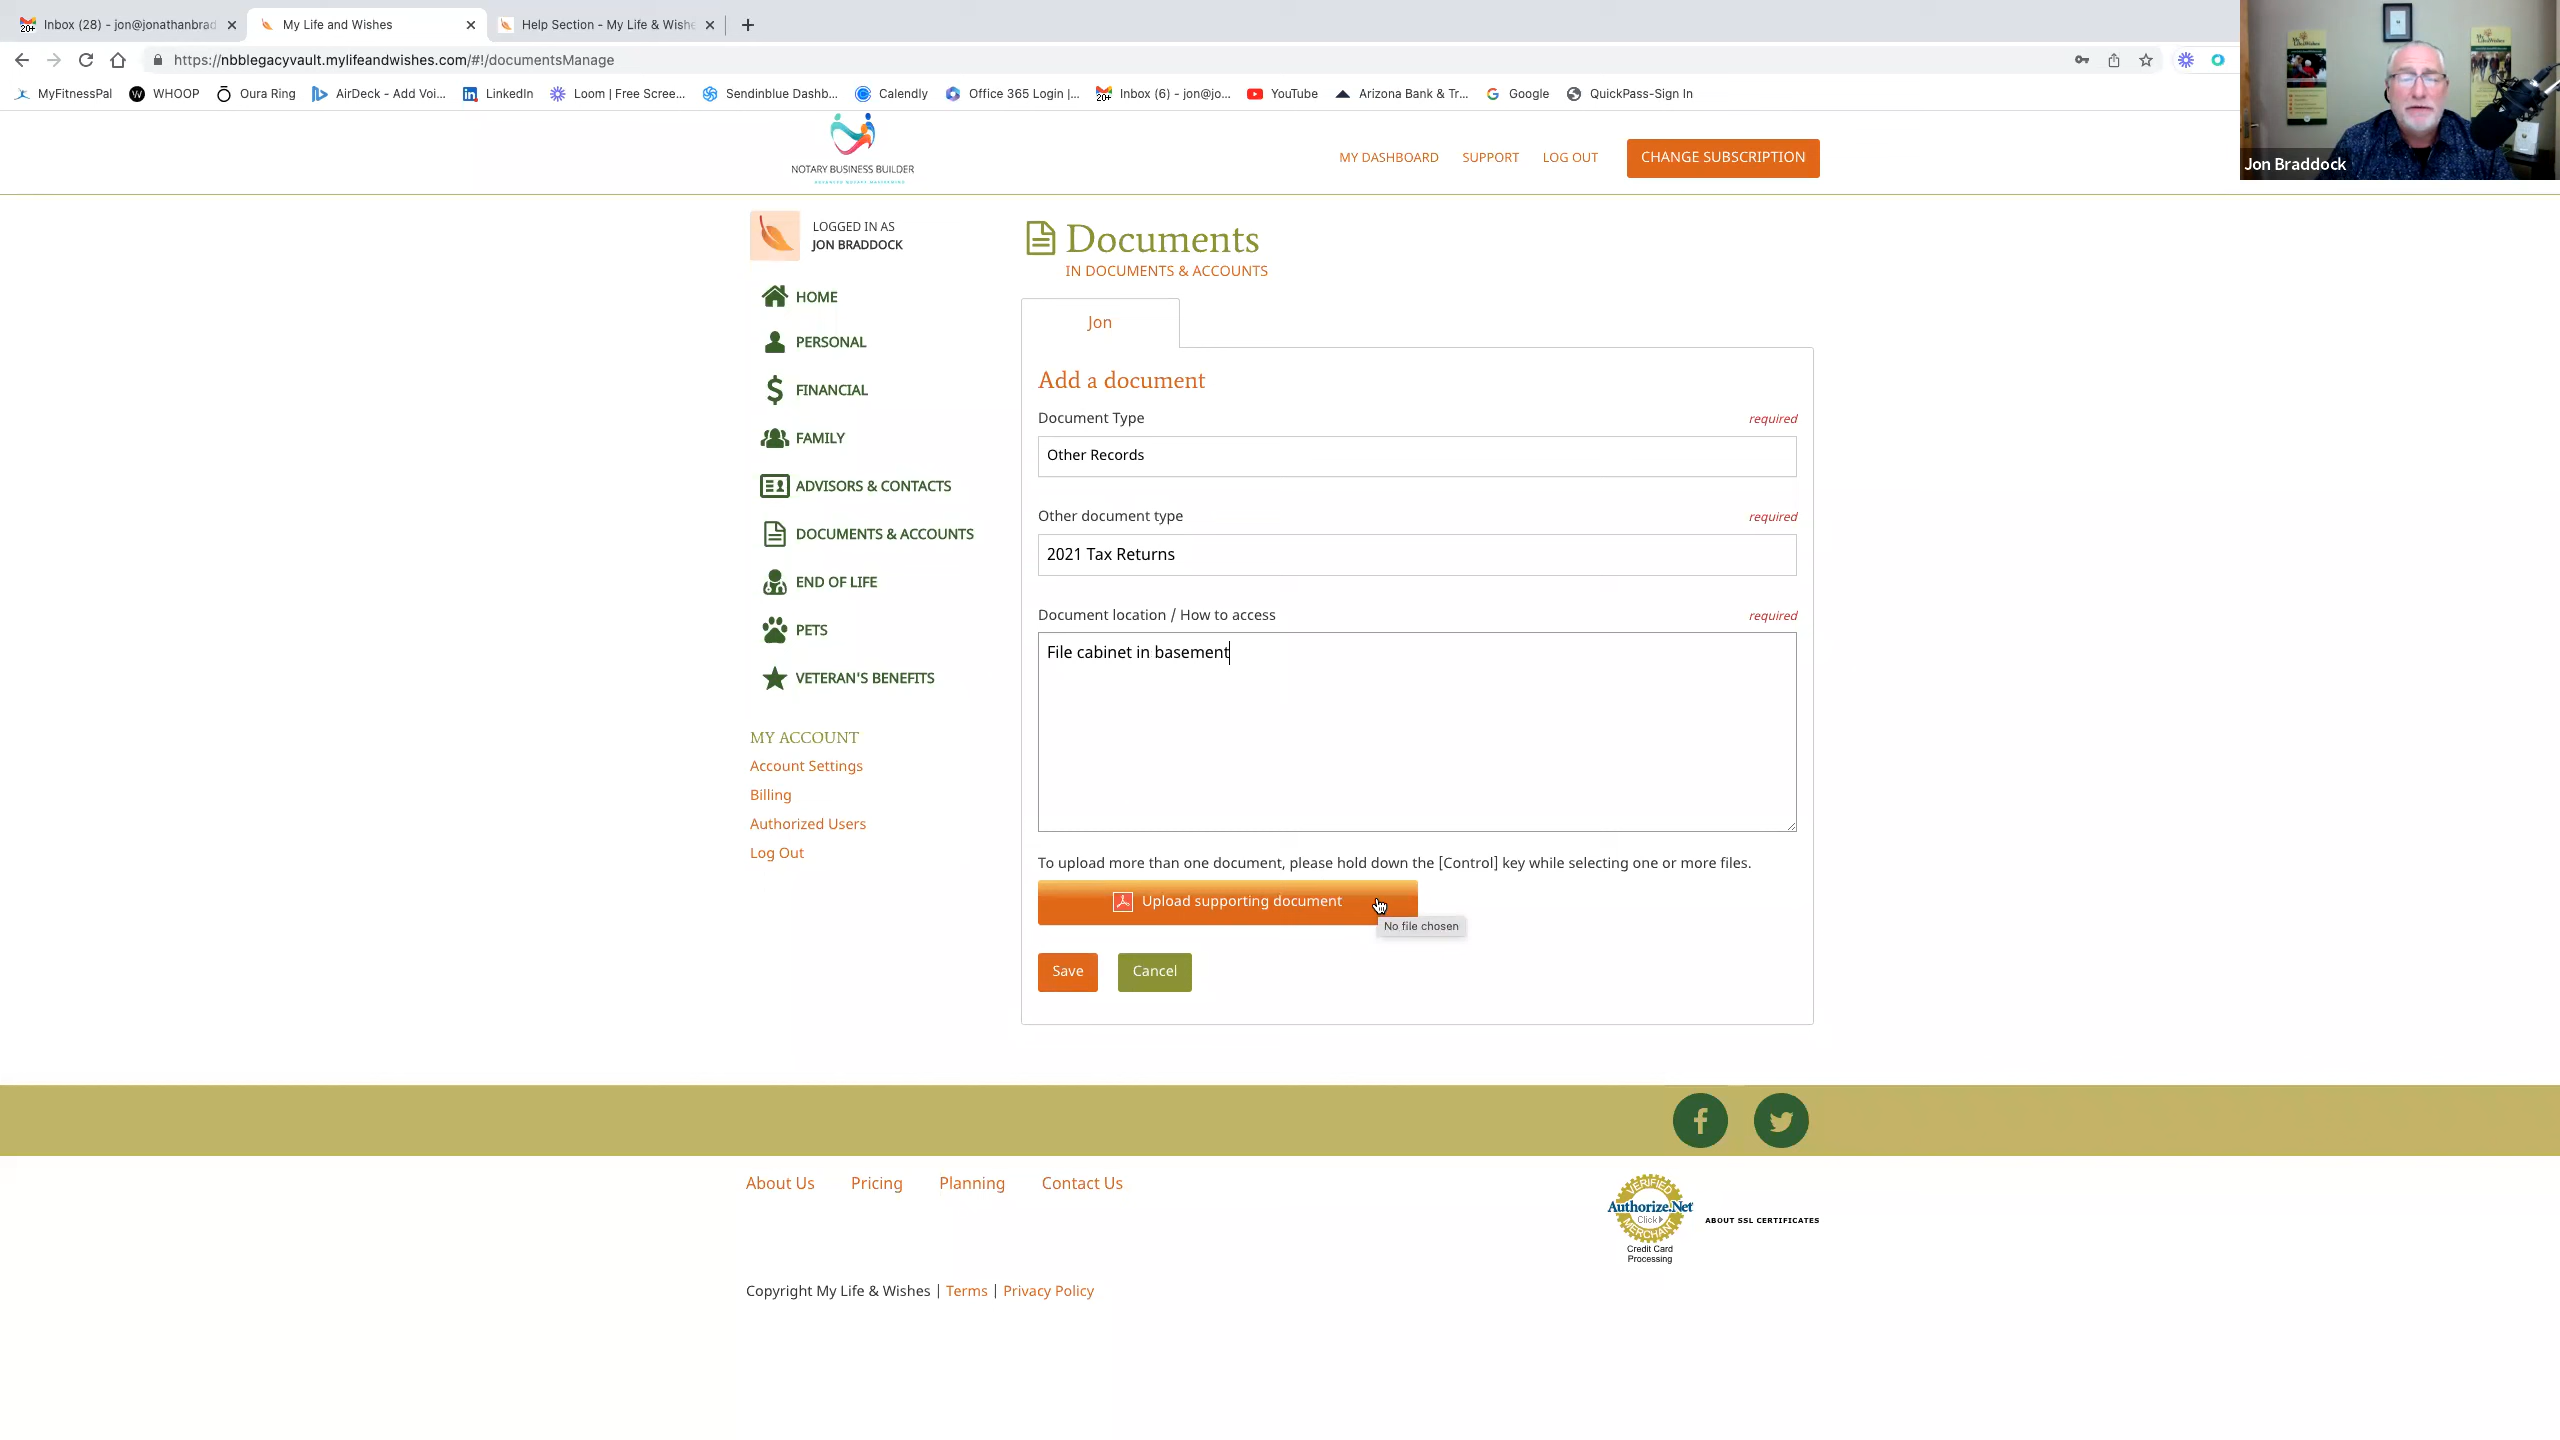 Inbox (28) - jon@jonathanbrad
My Life and Wishes
Help Section - My Life & Wishe
https://nbblegacyvault.mylifeandwishes.com/#!/documentsManage
MyFitnessPal
WHOOP
Oura Ring
AirDeck - Add Voi...
LinkedIn
Loom | Free Scree...
Sendinblue Dashb...
Calendly
Office 365 Login |...
Inbox (6) - jon@jo...
YouTube
Arizona Bank & Tr...
Google
QuickPass-Sign In
Jon Braddock
NOTARY BUSINESS BUILDER
MY DASHBOARD
SUPPORT
LOG OUT
CHANGE SUBSCRIPTION
LOGGED IN AS
JON BRADDOCK
HOME
PERSONAL
FINANCIAL
FAMILY
ADVISORS & CONTACTS
DOCUMENTS & ACCOUNTS
END OF LIFE
PETS
VETERAN'S BENEFITS
MY ACCOUNT
Account Settings
Billing
Authorized Users
Log Out
Documents
IN DOCUMENTS & ACCOUNTS
Jon
Add a document
Document Type
required
Other Records
Other document type
required
2021 Tax Returns
Document location / How to access
required
File cabinet in basement
To upload more than one document, please hold down the [Control] key while selecting one or more files.
Upload supporting document
No file chosen
Save
Cancel
About Us
Pricing
Planning
Contact Us
VERIFIED
Authorize.Net
Click
MERCHANT
Credit Card
Processing
ABOUT SSL CERTIFICATES
Copyright My Life & Wishes | Terms | Privacy Policy